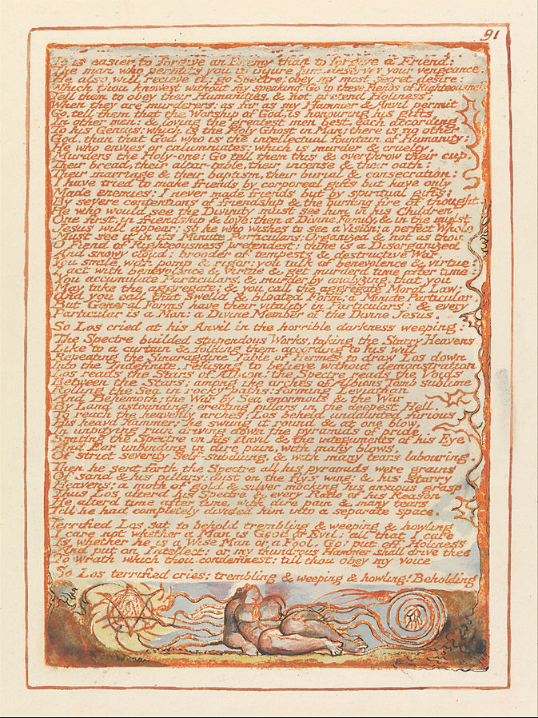 91
It is easier to forgive an Enemy than to forgive a Friend:
The man who permits you to injure him, deserves your vengeance:
He also will recieve it; go Spectre! obey my most secret desire:
Which thou knowest without my speaking: Go to these Fiends of Righteousness
Tell them to obey their Humanities, & not pretend Holiness;
When they are murderers: as far as my Hammer & Anvil permit
Go, tell them that the Worship of God, is honouring his gifts
In other men: & loving the greatest men best, each according
To his Genius: which is the Holy Ghost in Man; there is no other
God, than that God who is the intellectual fountain of Humanity;
He who envies or calumniates: which is murder & cruelty,
Murders the Holy-one: Go tell them this & overthrow their cup,
Their bread, their altar-table, their incense & their oath:
Their marriage & their baptism, their burial & consecration:
I have tried to make friends by corporeal gifts but have only
Made enemies: I never made friends but by spiritual gifts;
By severe contentions of friendship & the burning fire of thought.
He who would see the Divinity must see him in his Children
One first, in friendship & love; then a Divine Family, & in the midst
Jesus will appear; so he who wishes to see a Vision; a perfect Whole
Must see it in its Minute Particulars; Organized & not as thou
O Fiend of Righteousness pretendest; thine is a Disorganized
And snowy cloud: brooder of tempests & destructive War
You smile with pomp & rigor: you talk of benevolence & virtue:
I act with benevolence & Virtue & get murderd time after time:
You accumulate Particulars, & murder by analyzing, that you
May take the aggregate; & you call the aggregate Moral Law:
And you call that Swelld & bloated Form; a Minute Particular
But General Forms have their vitality in Particulars: & every
Particular is a Man; a Divine Member of the Divine Jesus.
So Los cried at his Anvil in the horrible darkness weeping:
The Spectre builded stupendous Works, taking the Starry Heavens
Like to a curtain & folding them according to his will
Repeating the Smaragdine Table of Hermes to draw Los down
Into the Indefinite, refusing to believe without demonstration
Los reads the Stars of Albion! the Spectre reads the Voids
Between the Stars; among the arches of Albions Tomb sublime
Rolling the Sea in rocky paths: forming Leviathan
And Behemoth: the War by Sea enormous & the War
By Land astounding: erecting pillars in the deepest Hell,
To reach the heavenly arches; Los beheld undaunted furious
His heavd Hammer; he swung it round & at one blow,
In unpitying ruin driving down the pyramids of pride
Smiting the Spectre on his Anvil & the integuments of his Eye
And Ear unbinding in dire pain, with many blows,
Of strict severity self-subduing, & with many tears labouring.
Then he sent forth the Spectre all his pyramids were grains
Of sand & his pillars: dust on the flys wing: & his starry
Heavens; a moth of gold & silver mocking his anxious grasp
Thus Los alterd his Spectre & every Ratio of his Reason
He alterd time after time, with dire pain & many tears
Till he had completely divided him into a separate space.
Terrified Los sat to behold trembling & weeping & howling
I care not whether a Man is Good or Evil; all that I care
Is whether he is a Wise Man or a Fool. Go! put off Holiness
And put on Intellect: or my thundrous Hammer shall drive thee
To wrath which thou condemnest: till thou obey my voice
So Los terrified cries: trembling & weeping & howling! Beholding